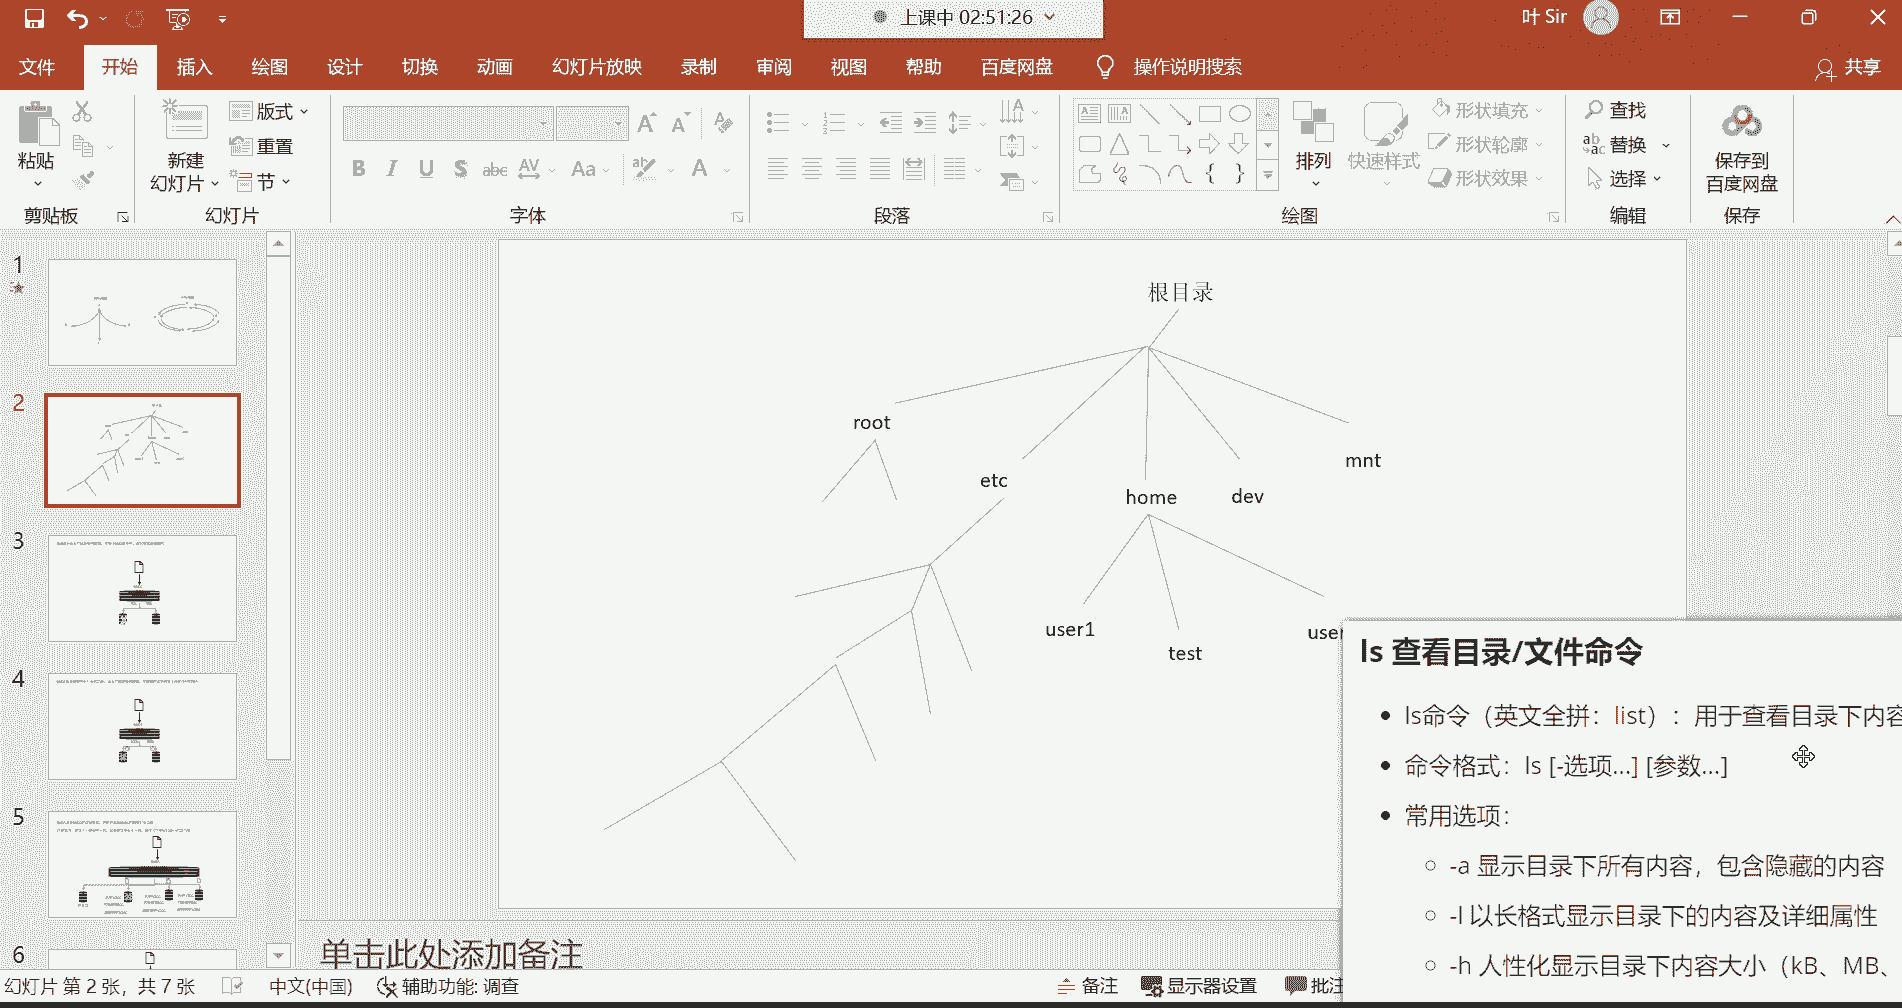 上课中 02:51:26
叶 Sir
文件 开始 插入 绘图 设计 切换 动画 幻灯片放映 录制 审阅 视图 帮助 百度网盘 操作说明搜索 共享
粘贴
剪贴板
新建
幻灯片
版式
重置
节
幻灯片
B I U S abc AV Aa A
字体
段落
排列
快速样式
形状填充
形状轮廓
形状效果
绘图
查找
替换
选择
编辑
保存到
百度网盘
保存
1
2
3
4
5
6
根目录
root
etc
home
dev
mnt
user1
test
user
ls 查看目录/文件命令
ls命令（英文全拼：list）：用于查看目录下内容
命令格式：ls [-选项...] [参数...]
常用选项：
-a 显示目录下所有内容，包含隐藏的内容
-l 以长格式显示目录下的内容及详细属性
-h 人性化显示目录下内容大小（kB、MB、
单击此处添加备注
幻灯片 第 2 张，共 7 张 中文(中国) 辅助功能: 调查 备注 显示器设置 批注